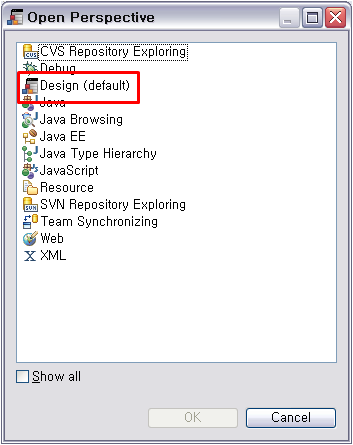 Open Perspective
CVS Repository Exploring
Debug
Design (default)
Java
Java Browsing
Java EE
Java Type Hierarchy
JavaScript
Resource
SVN Repository Exploring
Team Synchronizing
Web
XML
Show all
OK
Cancel